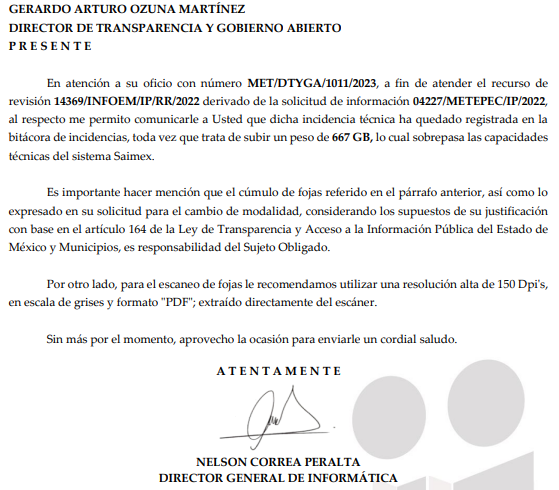 GERARDO ARTURO OZUNA MARTÍNEZ
DIRECTOR DE TRANSPARENCIA Y GOBIERNO ABIERTO
P R E S E N T E
En atención a su oficio con número MET/DTYGA/1011/2023, a fin de atender el recurso de
revisión 14369/INFOEM/IP/RR/2022 derivado de la solicitud de información 04227/METEPEC/IP/2022,
al respecto me permito comunicarle a Usted que dicha incidencia técnica ha quedado registrada en la
bitácora de incidencias, toda vez que trata de subir un peso de 667 GB, lo cual sobrepasa las capacidades
técnicas del sistema Saimex.
Es importante hacer mención que el cúmulo de fojas referido en el párrafo anterior, así como lo
expresado en su solicitud para el cambio de modalidad, considerando los supuestos de su justificación
con base en el artículo 164 de la Ley de Transparencia y Acceso a la Información Pública del Estado de
México y Municipios, es responsabilidad del Sujeto Obligado.
Por otro lado, para el escaneo de fojas le recomendamos utilizar una resolución alta de 150 Dpi's,
en escala de grises y formato "PDF"; extraído directamente del escáner.
Sin más por el momento, aprovecho la ocasión para enviarle un cordial saludo.
A T E N T A M E N T E
NELSON CORREA PERALTA
DIRECTOR GENERAL DE INFORMÁTICA